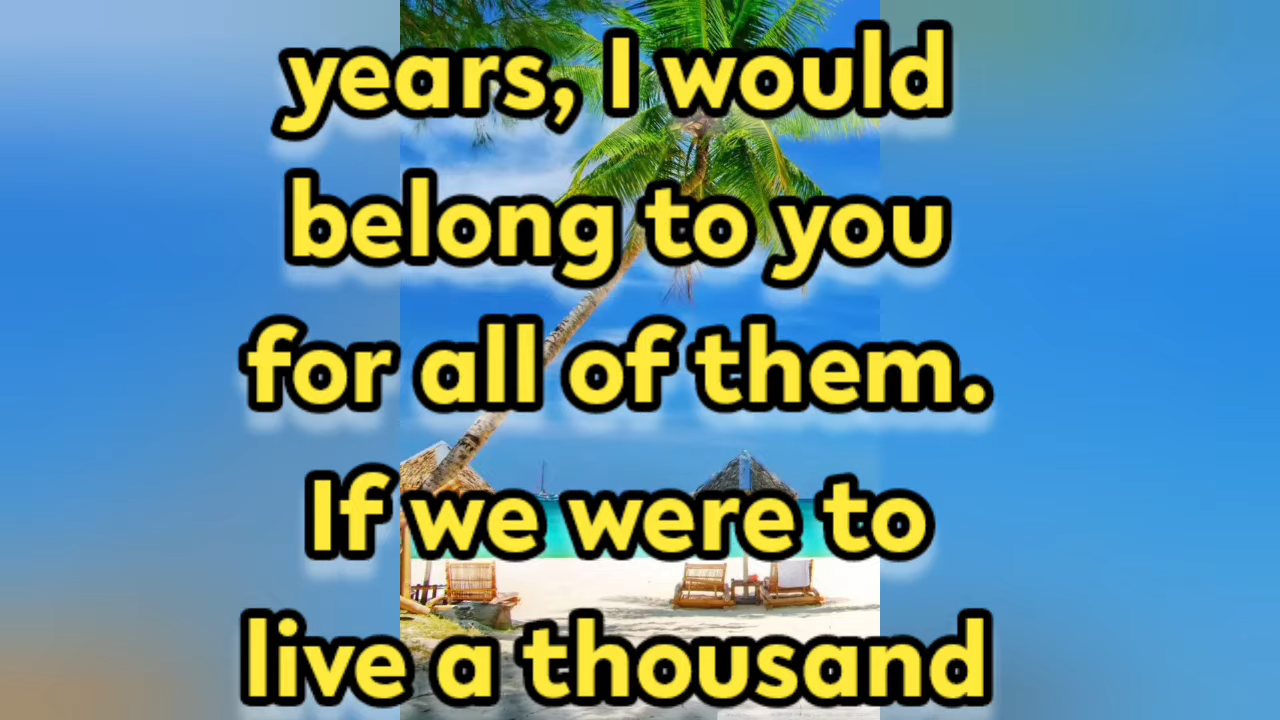 years, I would
belong to you
for all of them.
If we were to
live a thousand